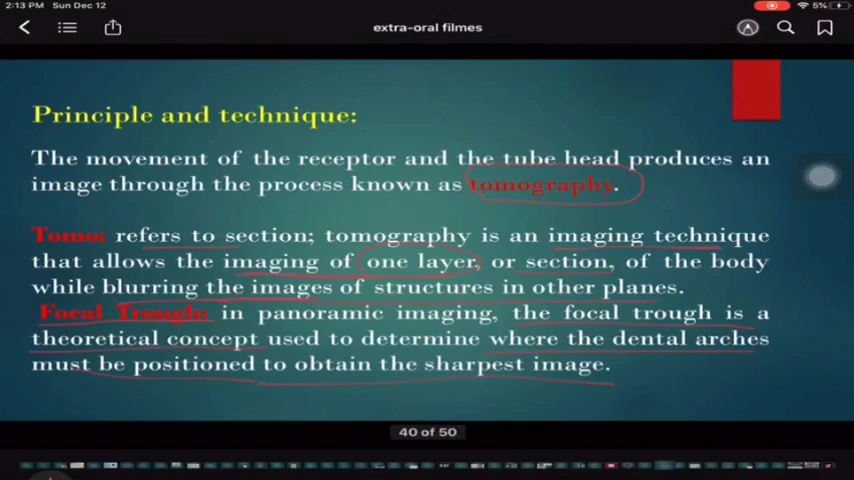 2:13 PM Sun Dec 12
5%
extra-oral filmes
Principle and technique:
The movement of the receptor and the tube head produces an
image through the process known as tomography.
Tomo: refers to section; tomography is an imaging technique
that allows the imaging of one layer, or section, of the body
while blurring the images of structures in other planes.
Focal Trough: in panoramic imaging, the focal trough is a
theoretical concept used to determine where the dental arches
must be positioned to obtain the sharpest image.
40 of 50